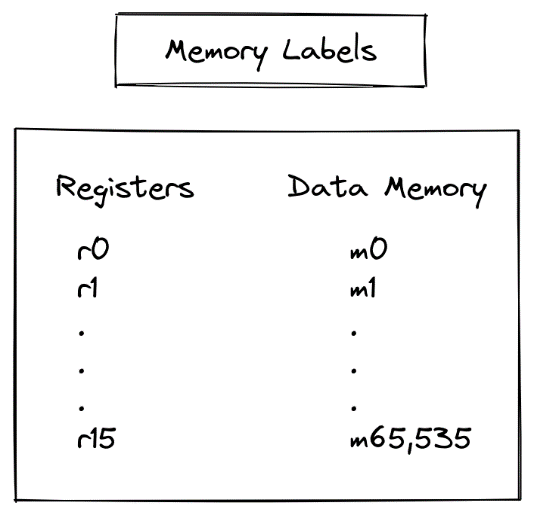 Memory Labels
Registers Data Memory
r0 m0
r1 m1
. .
. .
. .
r15 m65,535